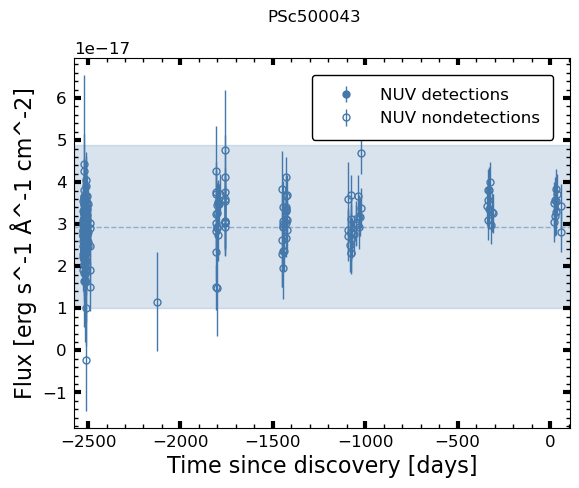 PSc500043
1e−17
NUV detections
NUV nondetections
6
5
4
3
2
1
0
−1
Flux [erg s^-1 Å^-1 cm^-2]
−2500 −2000 −1500 −1000 −500 0
Time since discovery [days]